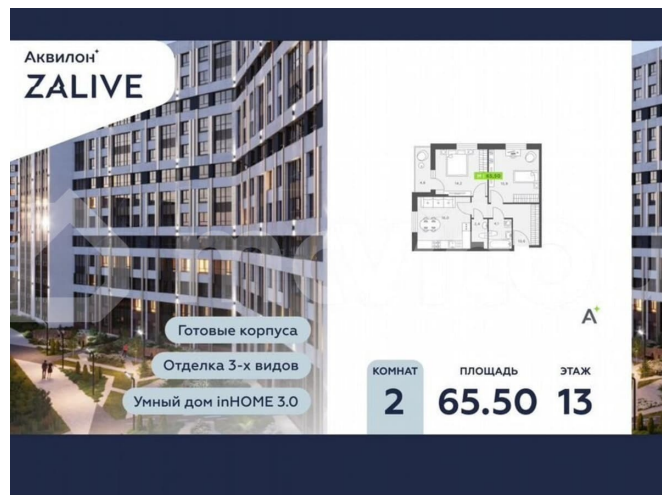 Аквилон+
ZALIVE
Готовые корпуса
Отделка 3-х видов
Умный дом inHOME 3.0
A+
КОМНАТ
2
ПЛОЩАДЬ
65.50
ЭТАЖ
13